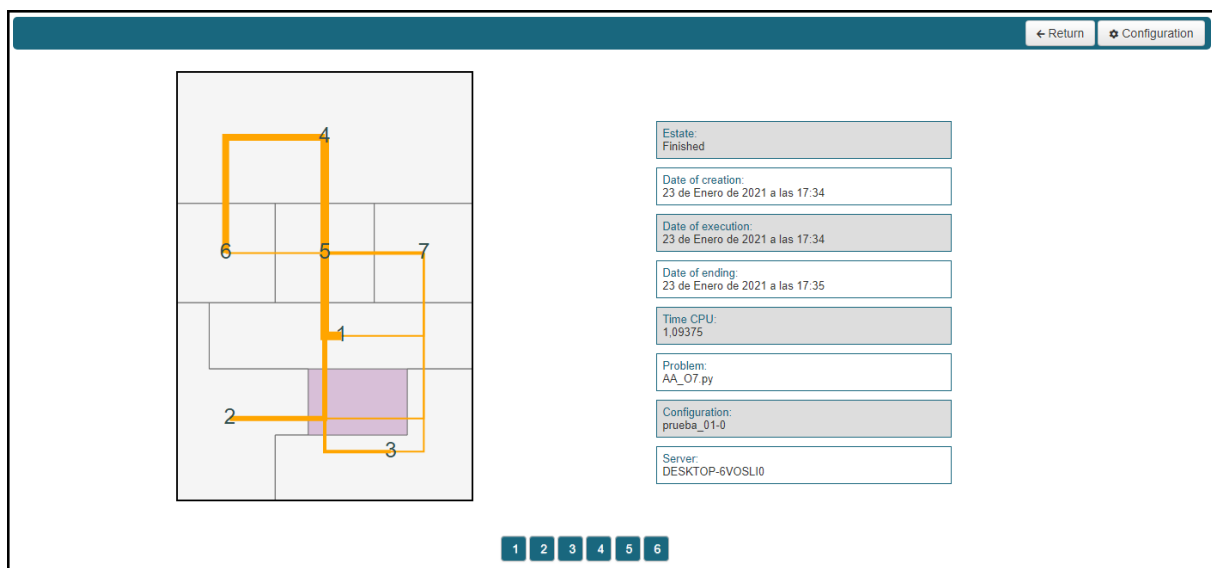 Return
Configuration
4
6
5
7
1
2
3
Estate:
Finished
Date of creation:
23 de Enero de 2021 a las 17:34
Date of execution:
23 de Enero de 2021 a las 17:34
Date of ending:
23 de Enero de 2021 a las 17:35
Time CPU:
1,09375
Problem:
AA_O7.py
Configuration:
prueba_01-0
Server:
DESKTOP-6VOSLI0
1 2 3 4 5 6